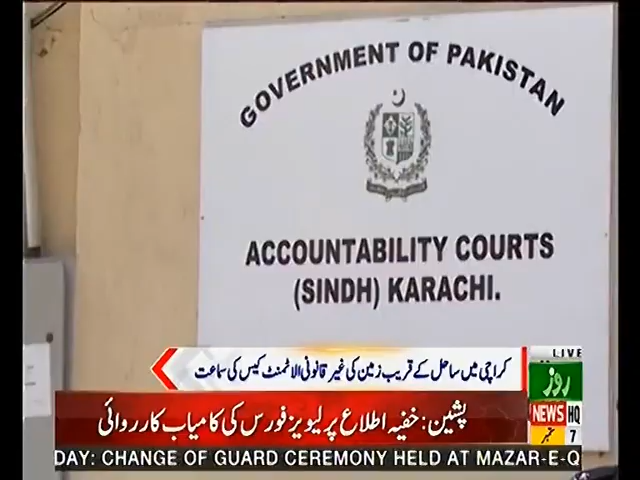 GOVERNMENT OF PAKISTAN
ACCOUNTABILITY COURTS
(SINDH) KARACHI.
LIVE
کراچی میں ساحل کے قریب زمین کی غیر قانونی الاٹمنٹ کیس کی سماعت
روز
NEWS HQ
پشین: خفیہ اطلاع پر لیویز فورس کی کامیاب کارروائی
ستمبر 7
DAY: CHANGE OF GUARD CEREMONY HELD AT MAZAR-E-Q